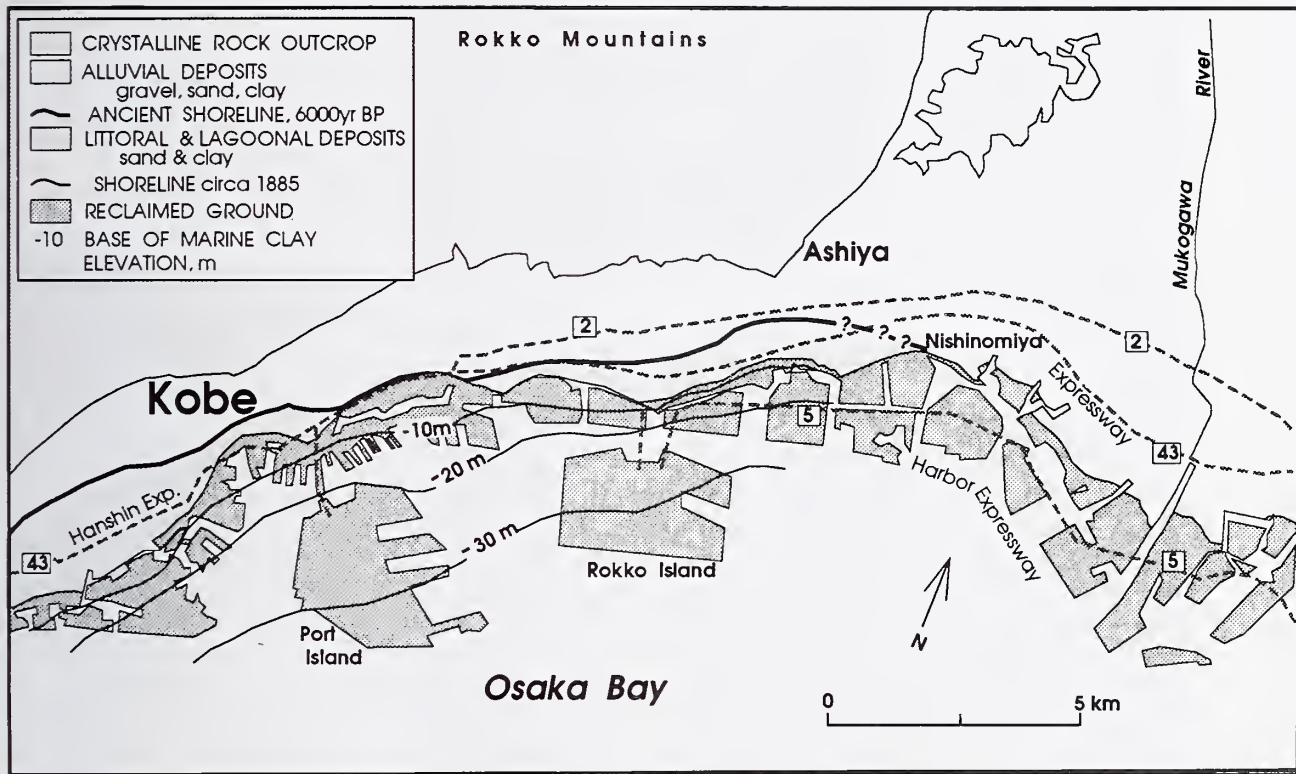 CRYSTALLINE ROCK OUTCROP
ALLUVIAL DEPOSITS
gravel, sand, clay
ANCIENT SHORELINE, 6000yr BP
LITTORAL & LAGOONAL DEPOSITS
sand & clay
SHORELINE circa 1885
RECLAIMED GROUND
-10 BASE OF MARINE CLAY
ELEVATION, m
Rokko Mountains
River
Mukogawa
Ashiya
2
? ? ?
Nishinomiya
2
Kobe
Expressway
5
-10m
43
-20 m
Harbor Expressway
Hanshin Exp.
-30 m
43
Rokko Island
5
Port
Island
N
Osaka Bay
0 5 km